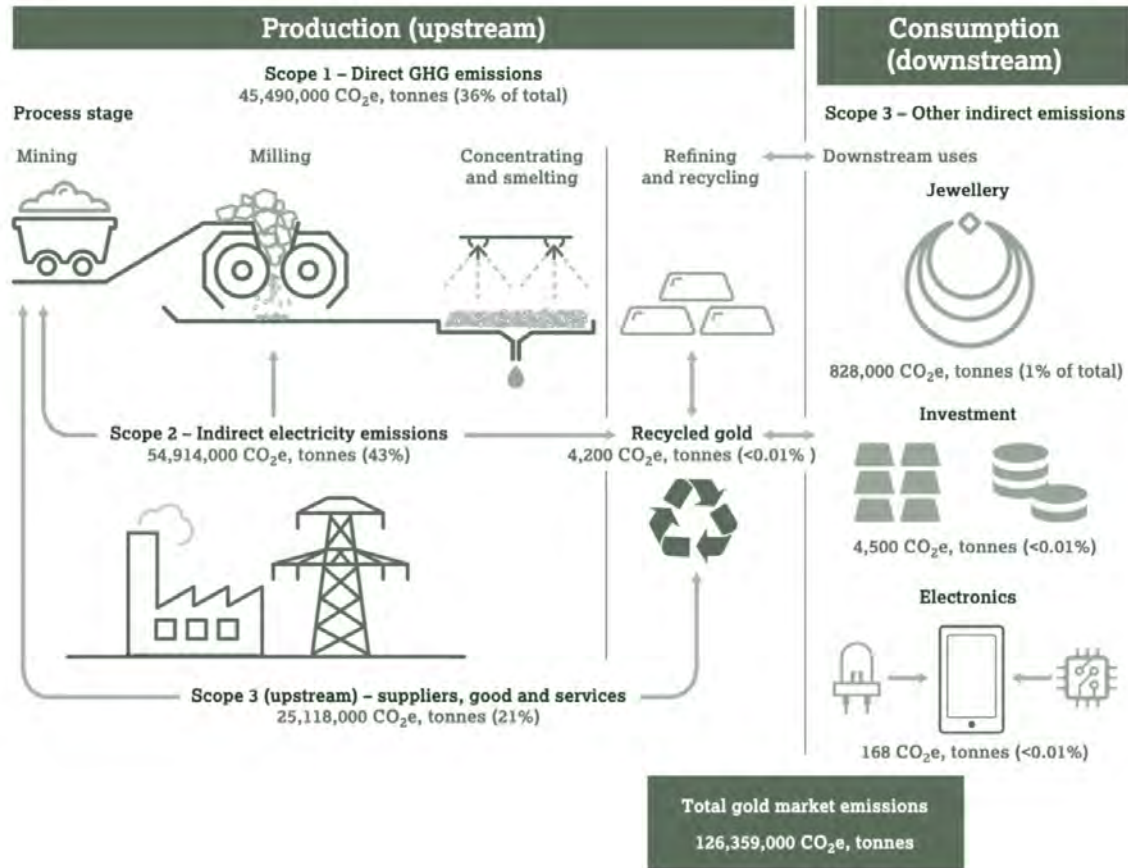 Production (upstream)
Consumption
(downstream)
Scope 1 – Direct GHG emissions
45,490,000 CO₂e, tonnes (36% of total)
Process stage
Scope 3 – Other indirect emissions
Mining
Milling
Concentrating
and smelting
Refining
and recycling
Downstream uses
Jewellery
828,000 CO₂e, tonnes (1% of total)
Scope 2 – Indirect electricity emissions
54,914,000 CO₂e, tonnes (43%)
Recycled gold
4,200 CO₂e, tonnes (<0.01% )
Investment
4,500 CO₂e, tonnes (<0.01%)
Electronics
168 CO₂e, tonnes (<0.01%)
Scope 3 (upstream) – suppliers, good and services
25,118,000 CO₂e, tonnes (21%)
Total gold market emissions
126,359,000 CO₂e, tonnes